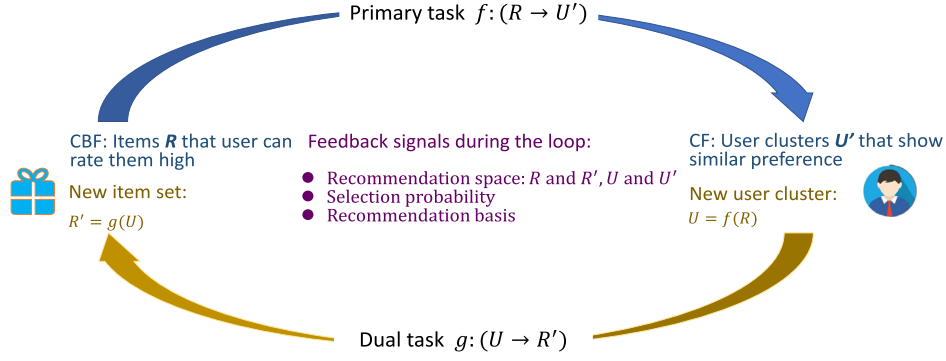 Primary task f: (R → U′)
CBF: Items R that user can
rate them high
New item set:
R′ = g(U)
Feedback signals during the loop:
● Recommendation space: R and R′, U and U′
● Selection probability
● Recommendation basis
CF: User clusters U′ that show
similar preference
New user cluster:
U = f(R)
Dual task g: (U → R′)